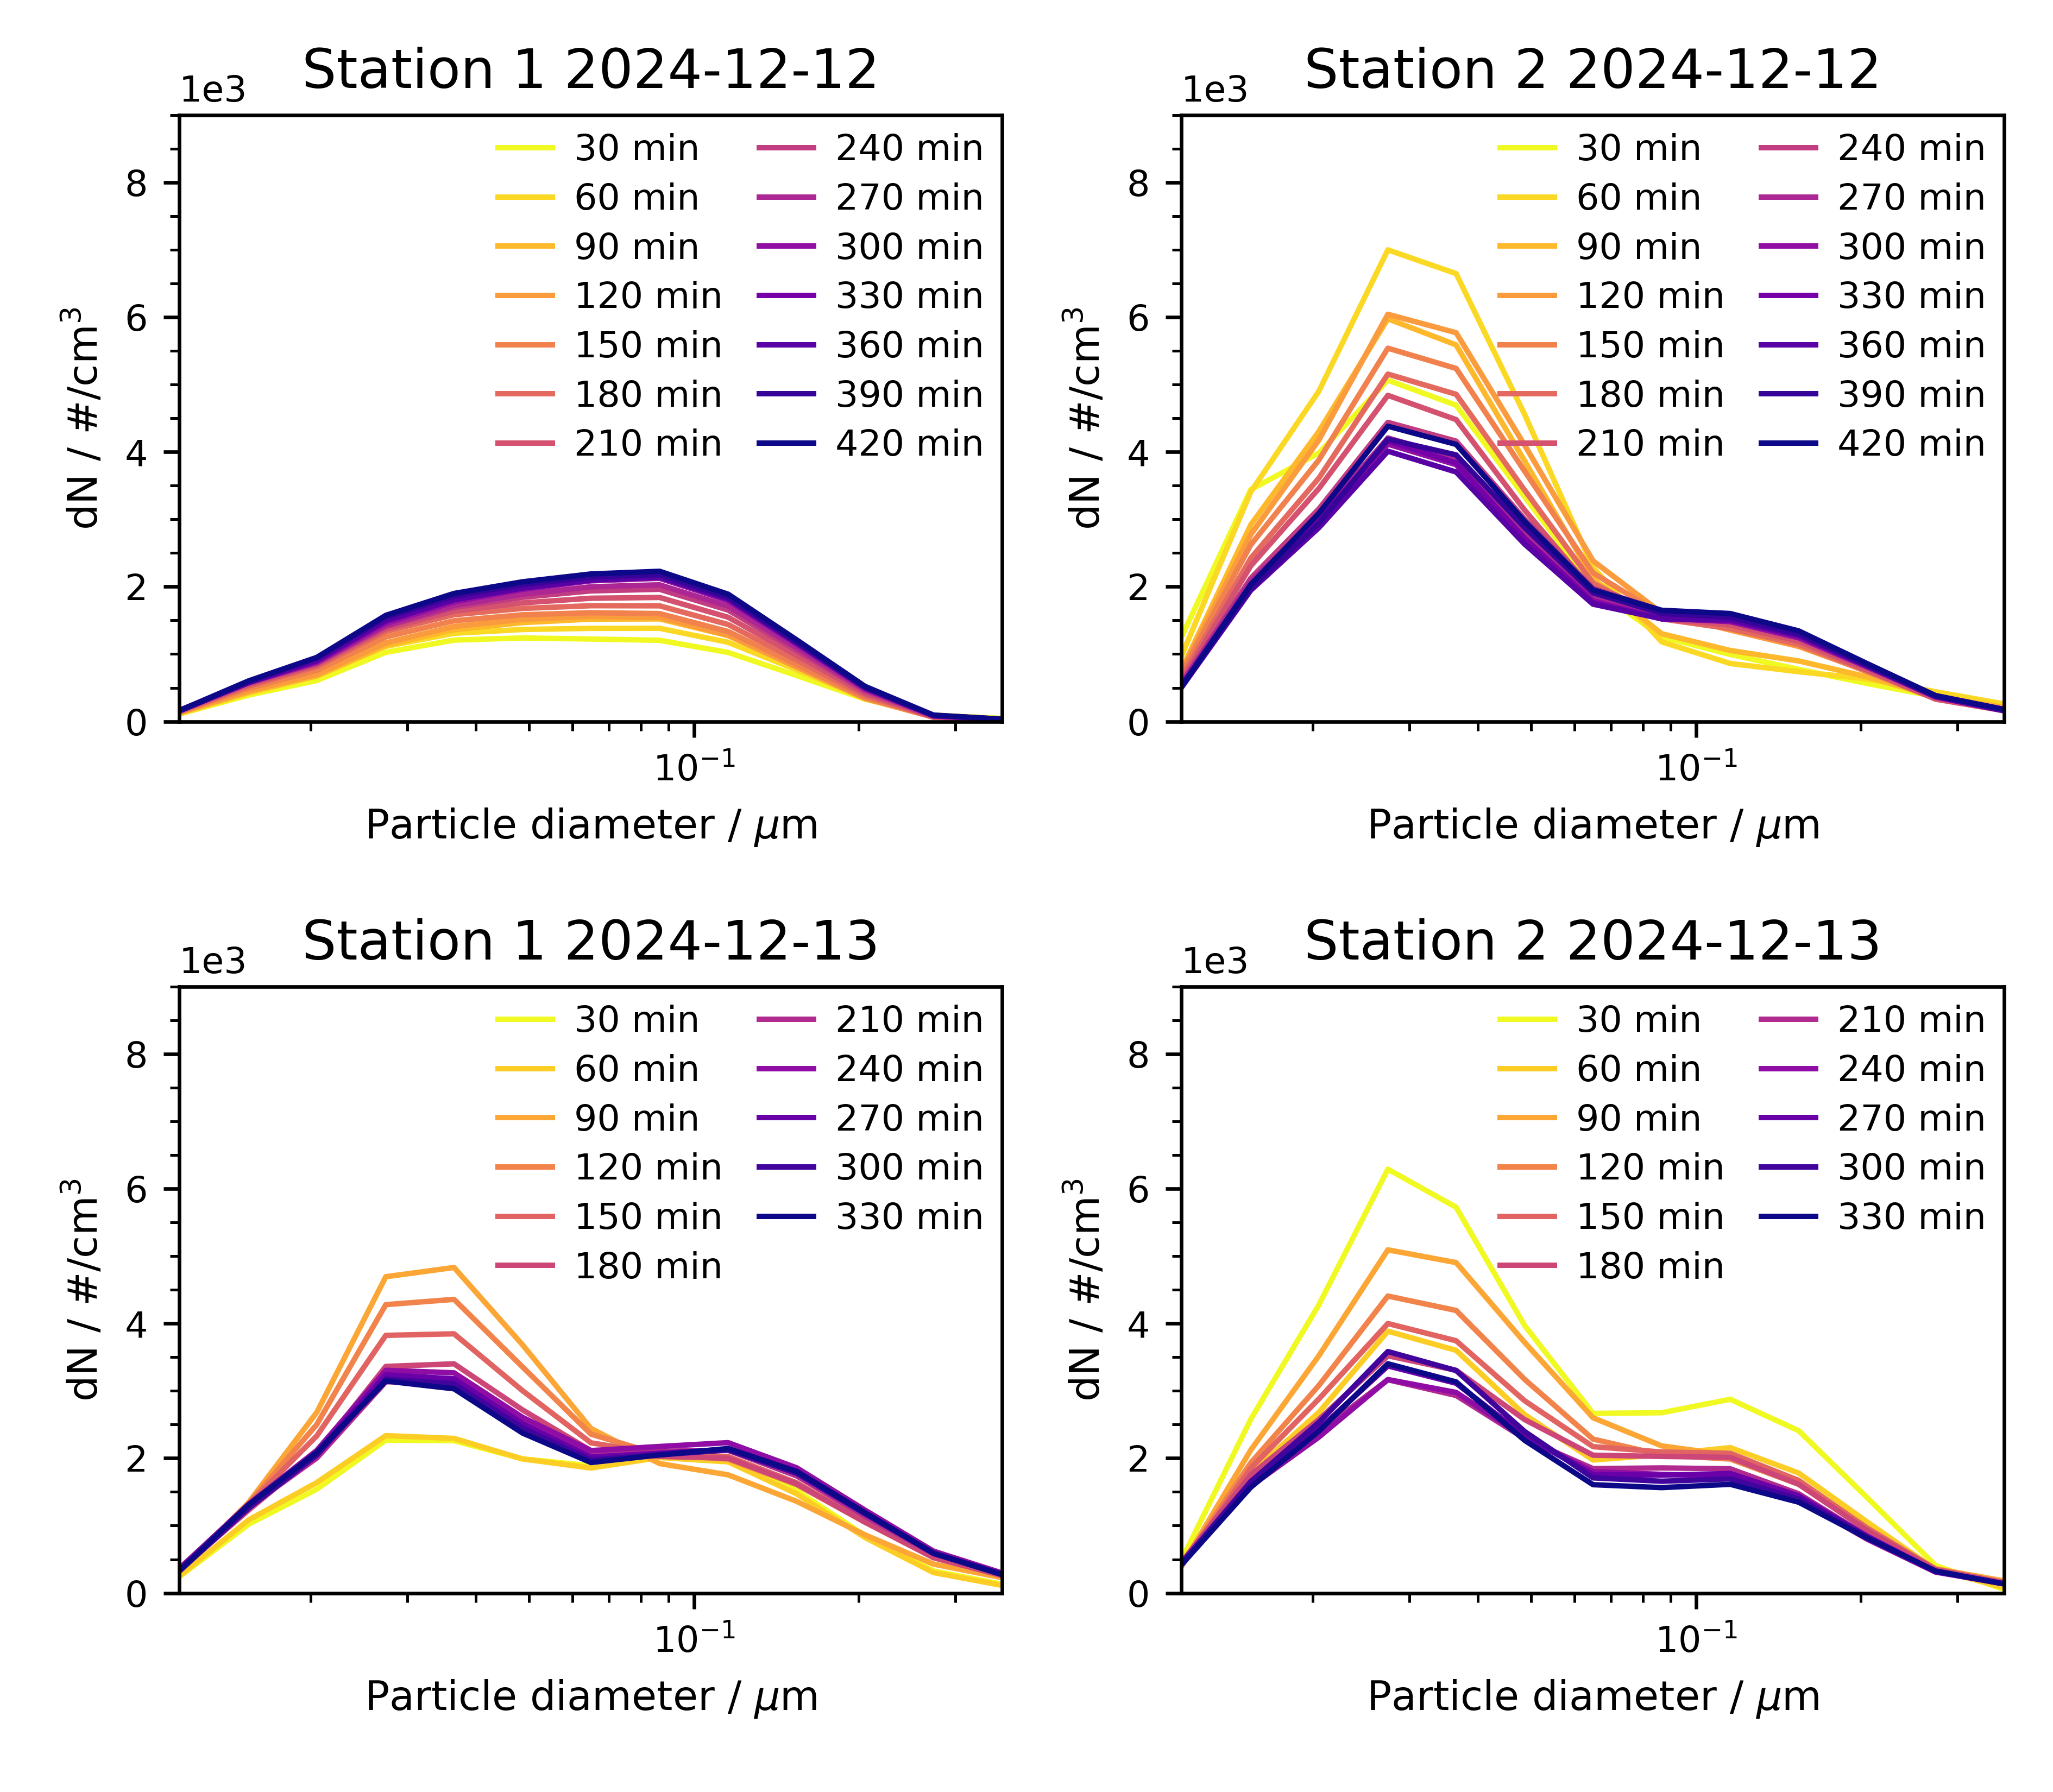 Station 1 2024-12-12
1e3
30 min 240 min
60 min 270 min
90 min 300 min
120 min 330 min
150 min 360 min
180 min 390 min
210 min 420 min
8
6
4
2
0
dN / #/cm³
10⁻¹
Particle diameter / μm
Station 2 2024-12-12
1e3
30 min 240 min
60 min 270 min
90 min 300 min
120 min 330 min
150 min 360 min
180 min 390 min
210 min 420 min
8
6
4
2
0
dN / #/cm³
10⁻¹
Particle diameter / μm
Station 1 2024-12-13
1e3
30 min 210 min
60 min 240 min
90 min 270 min
120 min 300 min
150 min 330 min
180 min
8
6
4
2
0
dN / #/cm³
10⁻¹
Particle diameter / μm
Station 2 2024-12-13
1e3
30 min 210 min
60 min 240 min
90 min 270 min
120 min 300 min
150 min 330 min
180 min
8
6
4
2
0
dN / #/cm³
10⁻¹
Particle diameter / μm